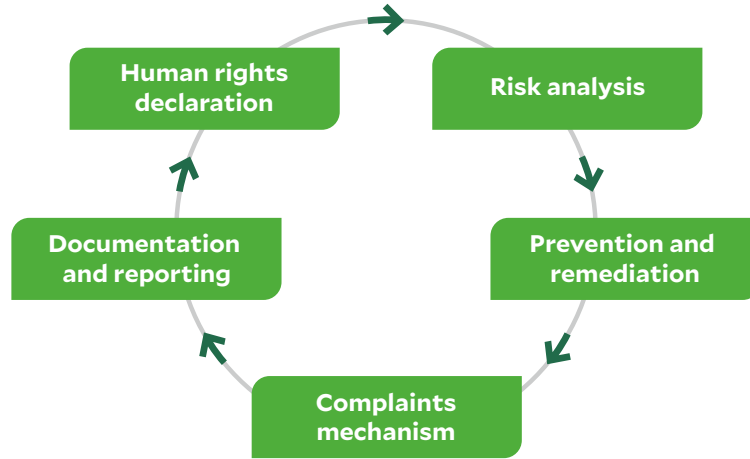 Human rights
declaration
Risk analysis
Prevention and
remediation
Complaints
mechanism
Documentation
and reporting